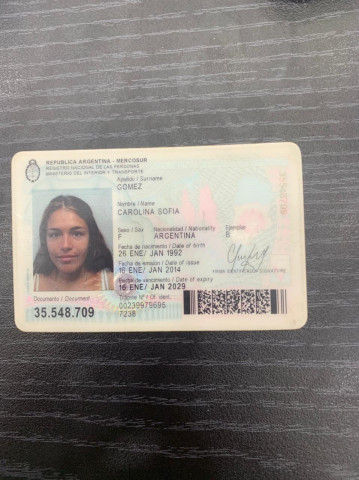 REPUBLICA ARGENTINA - MERCOSUR
REGISTRO NACIONAL DE LAS PERSONAS
MINISTERIO DEL INTERIOR Y TRANSPORTE
Apellido / Surname
GOMEZ
Nombre / Name
CAROLINA SOFIA
Sexo / Sex Nacionalidad / Nationality Ejemplar
F ARGENTINA B
Fecha de nacimiento / Date of birth
26 ENE/ JAN 1992
Fecha de emisión / Date of issue
16 ENE/ JAN 2014
FIRMA IDENTIFICADO / SIGNATURE
Fecha de vencimiento / Date of expiry
16 ENE/ JAN 2029
Documento / Document
Trámite Nº / Of. ident.
35.548.709
00239979695
7238